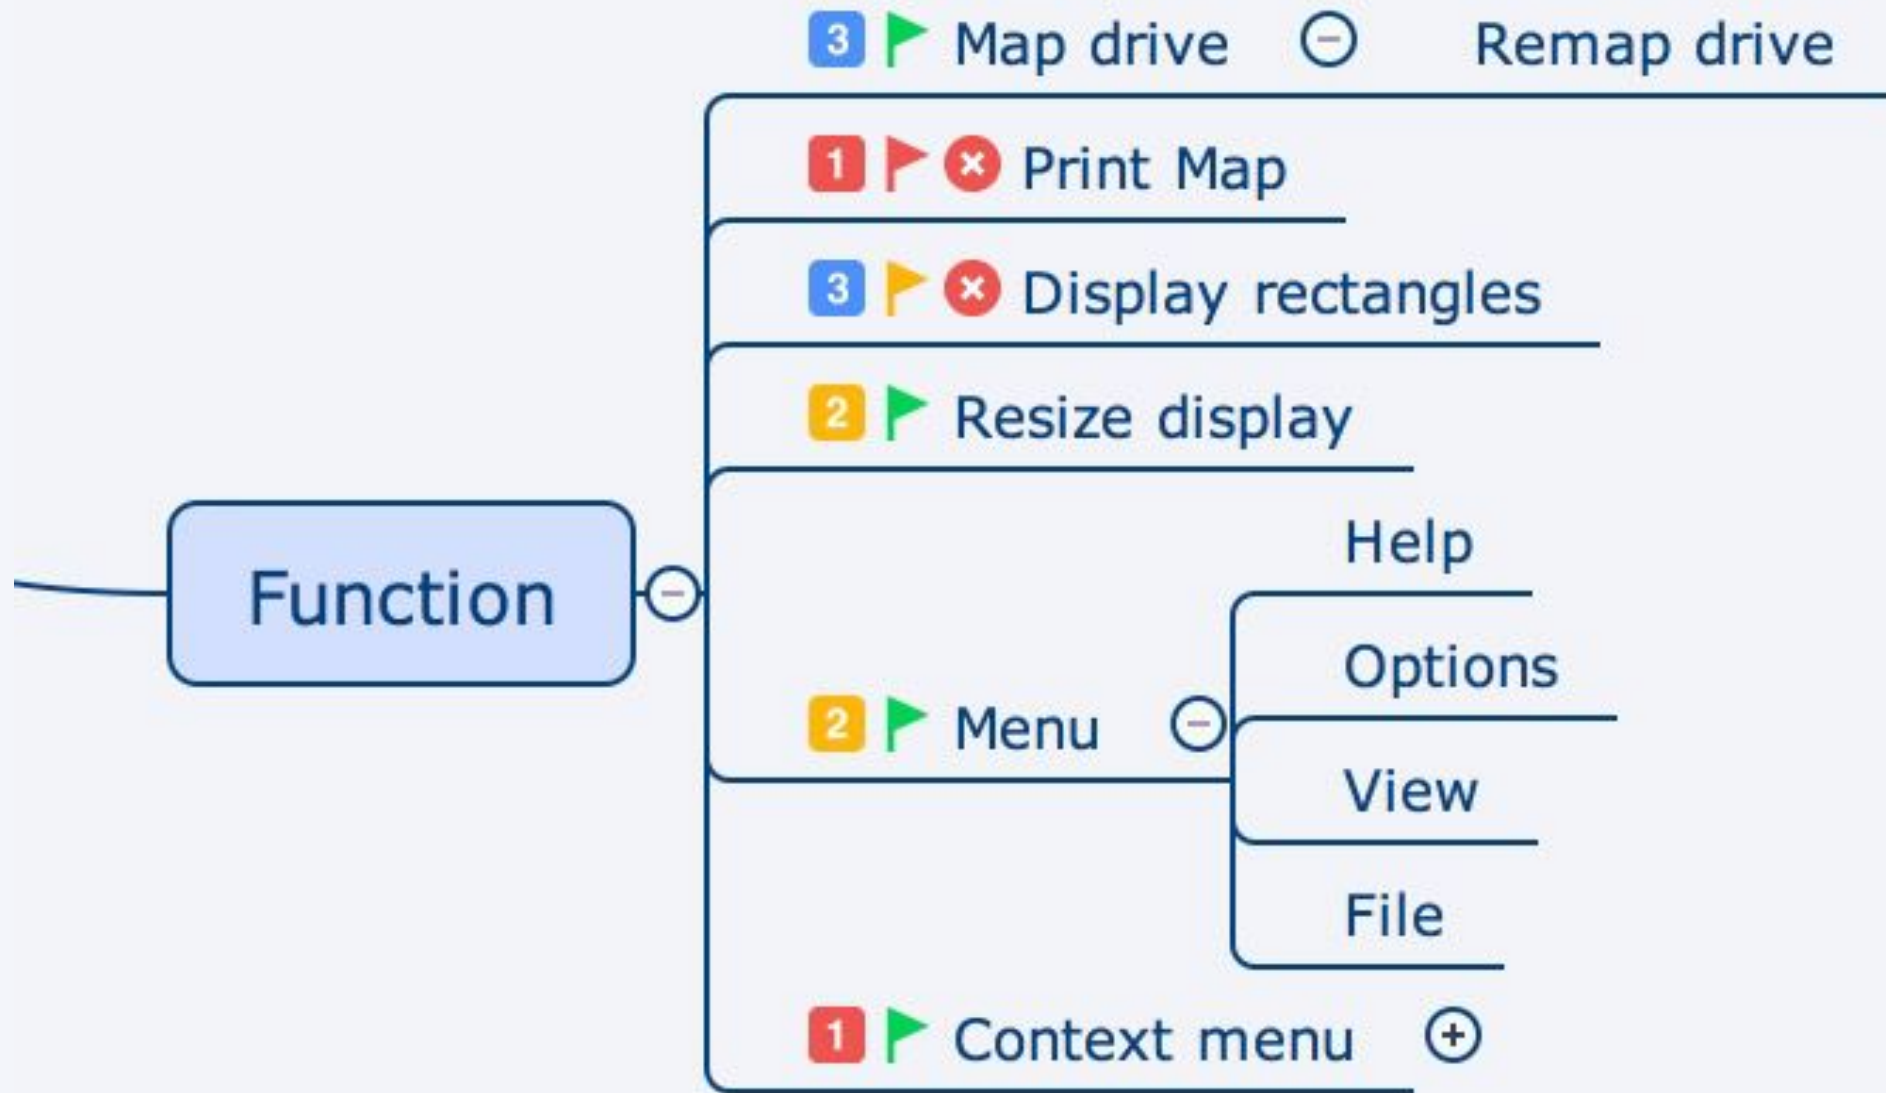 3 Map drive Remap drive
1 Print Map
3 Display rectangles
2 Resize display
Function
Help
Options
2 Menu
View
File
1 Context menu